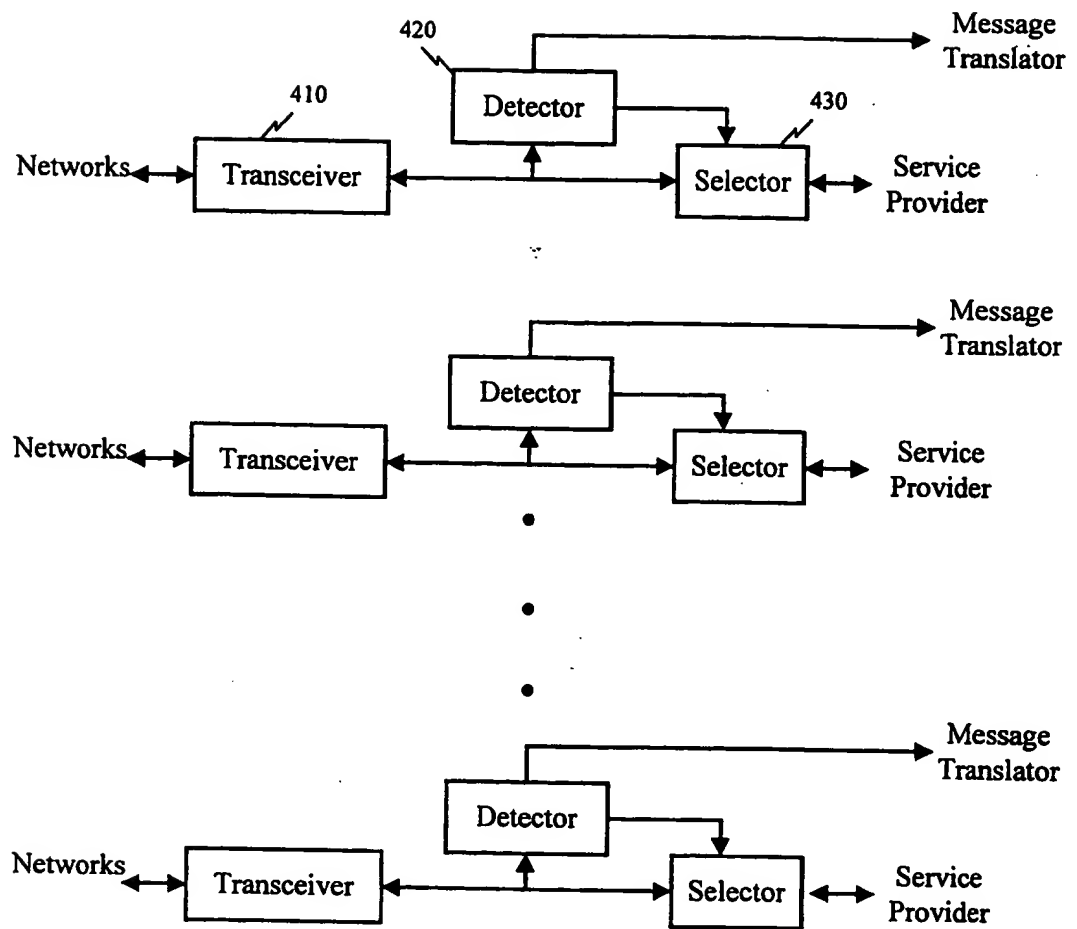 Message
Translator
420
Detector
410
430
Networks
Transceiver
Selector
Service
Provider
Message
Translator
Detector
Networks
Transceiver
Selector
Service
Provider
Message
Translator
Detector
Networks
Transceiver
Selector
Service
Provider